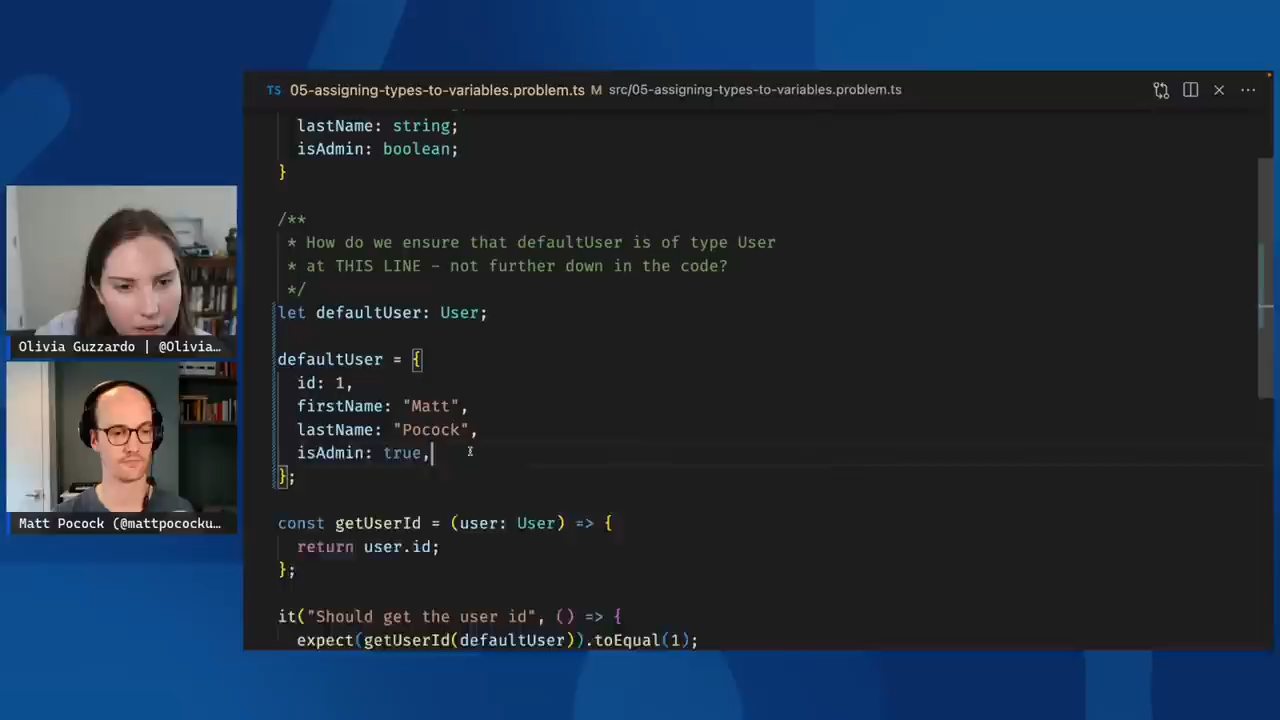 TS 05-assigning-types-to-variables.problem.ts M src/05-assigning-types-to-variables.problem.ts
lastName: string;
isAdmin: boolean;
}
/**
* How do we ensure that defaultUser is of type User
* at THIS LINE - not further down in the code?
*/
let defaultUser: User;
defaultUser = {
id: 1,
firstName: "Matt",
lastName: "Pocock",
isAdmin: true,
};
const getUserId = (user: User) => {
return user.id;
};
it("Should get the user id", () => {
expect(getUserId(defaultUser)).toEqual(1);
Olivia Guzzardo | @Olivia…
Matt Pocock (@mattpococku…